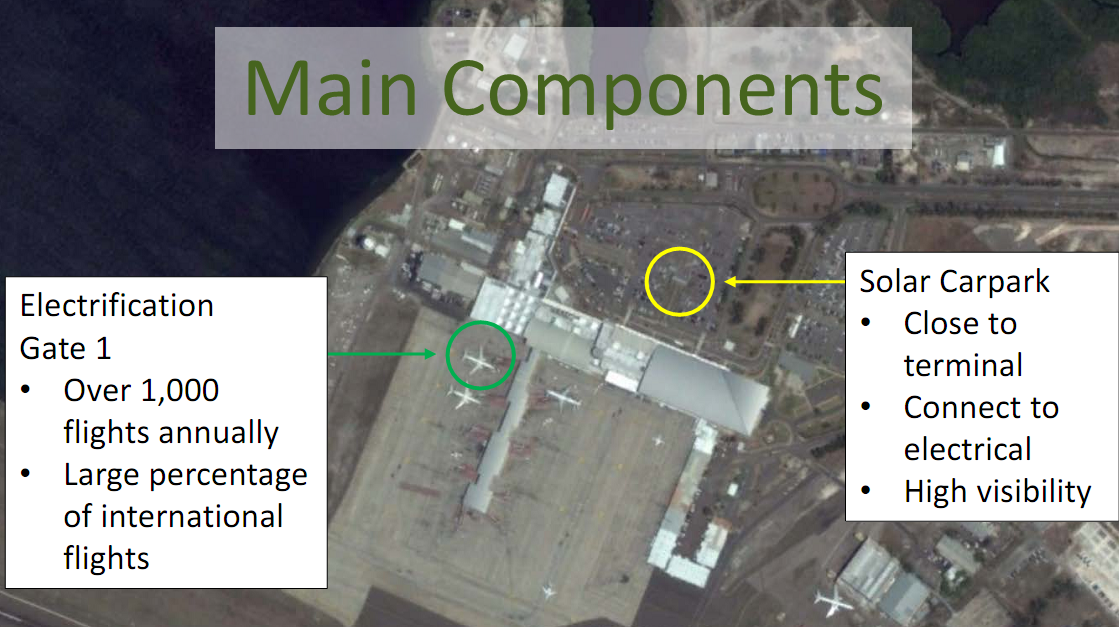 Main Components
Electrification
Gate 1
• Over 1,000
flights annually
• Large percentage
of international
flights
Solar Carpark
• Close to
terminal
• Connect to
electrical
• High visibility